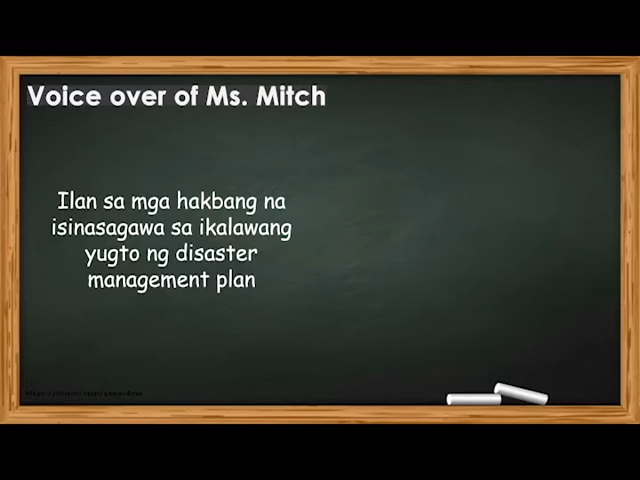 Voice over of Ms. Mitch
Ilan sa mga hakbang na
isinasagawa sa ikalawang
yugto ng disaster
management plan